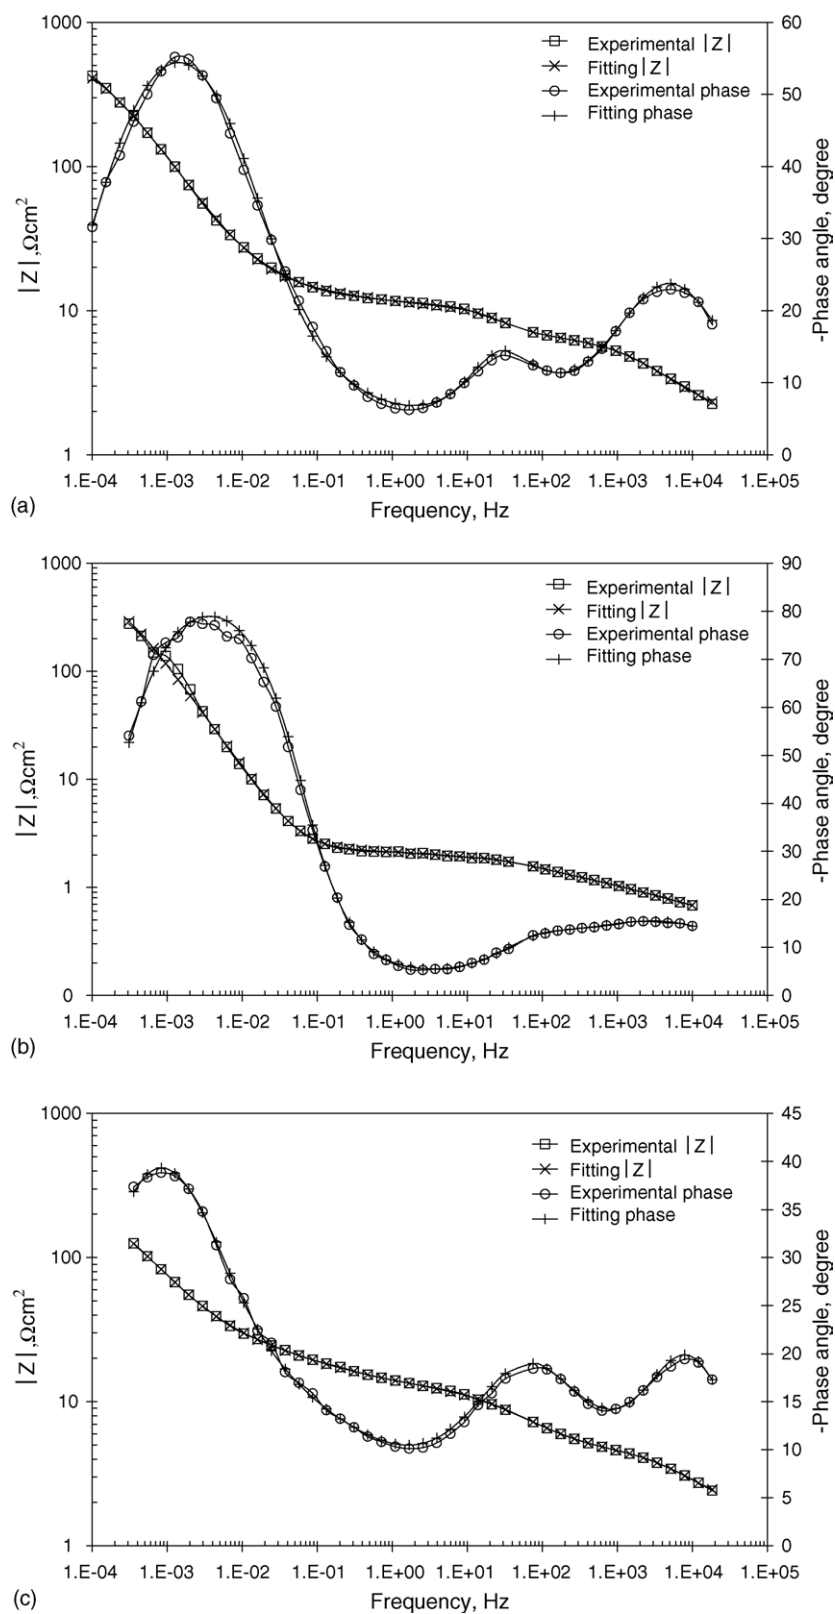 1000
100
10
1
|Z|,Ωcm²
60
50
40
30
20
10
0
-Phase angle, degree
Experimental |Z|
Fitting|Z|
Experimental phase
Fitting phase
1.E-04 1.E-03 1.E-02 1.E-01 1.E+00 1.E+01 1.E+02 1.E+03 1.E+04 1.E+05
(a)
Frequency, Hz
1000
100
10
1
0
|Z|,Ωcm²
90
80
70
60
50
40
30
20
10
0
-Phase angle, degree
Experimental |Z|
Fitting|Z|
Experimental phase
Fitting phase
1.E-04 1.E-03 1.E-02 1.E-01 1.E+00 1.E+01 1.E+02 1.E+03 1.E+04 1.E+05
(b)
Frequency, Hz
1000
100
10
1
|Z|,Ωcm²
45
40
35
30
25
20
15
10
5
0
-Phase angle, degree
Experimental |Z|
Fitting|Z|
Experimental phase
Fitting phase
1.E-04 1.E-03 1.E-02 1.E-01 1.E+00 1.E+01 1.E+02 1.E+03 1.E+04 1.E+05
(c)
Frequency, Hz